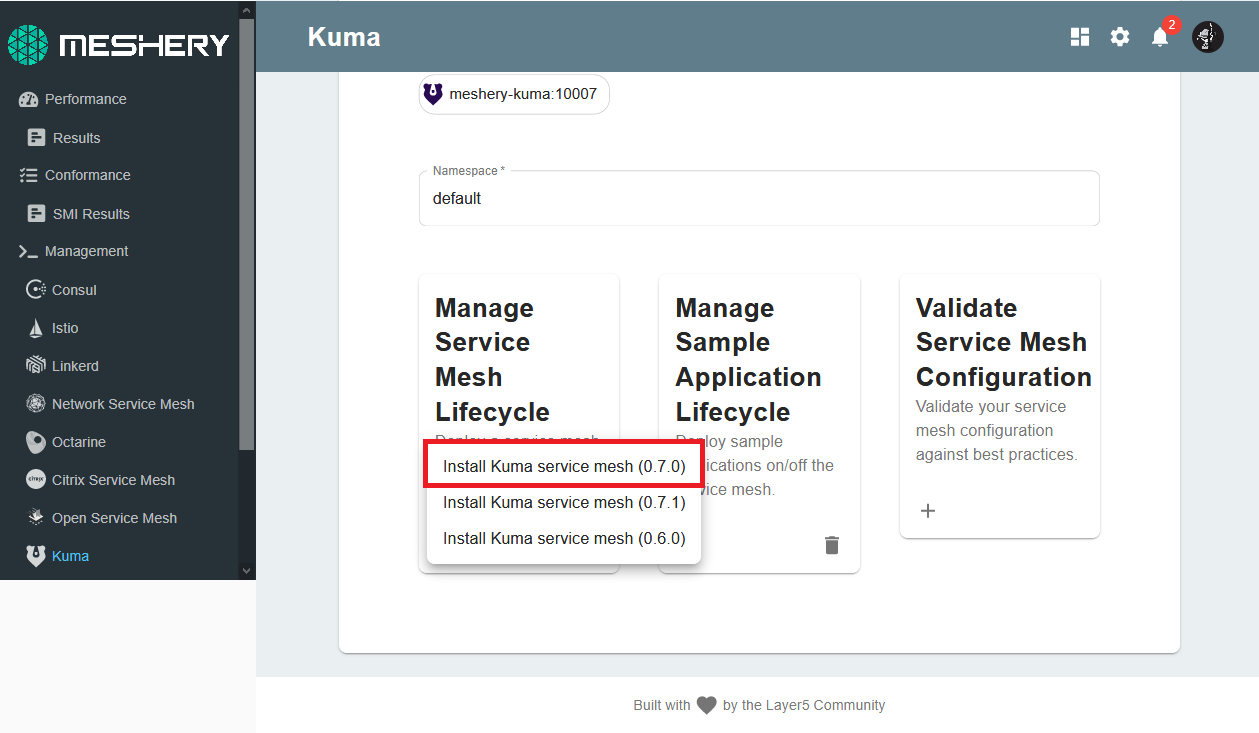 MESHERY
Performance
Results
Conformance
SMI Results
Management
Consul
Istio
Linkerd
Network Service Mesh
Octarine
Citrix Service Mesh
Open Service Mesh
Kuma
Kuma
2
meshery-kuma:10007
Namespace *
default
Manage
Service
Mesh
Lifecycle
Deploy a service mesh
Install Kuma service mesh (0.7.0)
Install Kuma service mesh (0.7.1)
Install Kuma service mesh (0.6.0)
Manage
Sample
Application
Lifecycle
Deploy sample
ications on/off the
ice mesh.
Validate
Service Mesh
Configuration
Validate your service
mesh configuration
against best practices.
Built with by the Layer5 Community